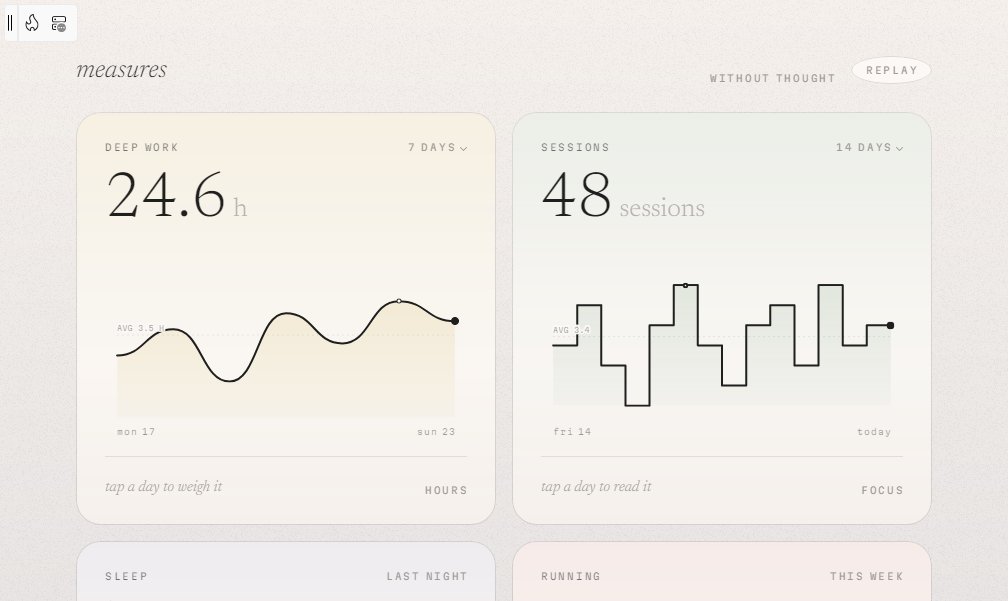 measures
WITHOUT THOUGHT
REPLAY
DEEP WORK
7 DAYS
24.6 h
AVG 3.5 H
mon 17
sun 23
tap a day to weigh it
HOURS
SESSIONS
14 DAYS
48 sessions
AVG 3.4
fri 14
today
tap a day to read it
FOCUS
SLEEP
LAST NIGHT
RUNNING
THIS WEEK